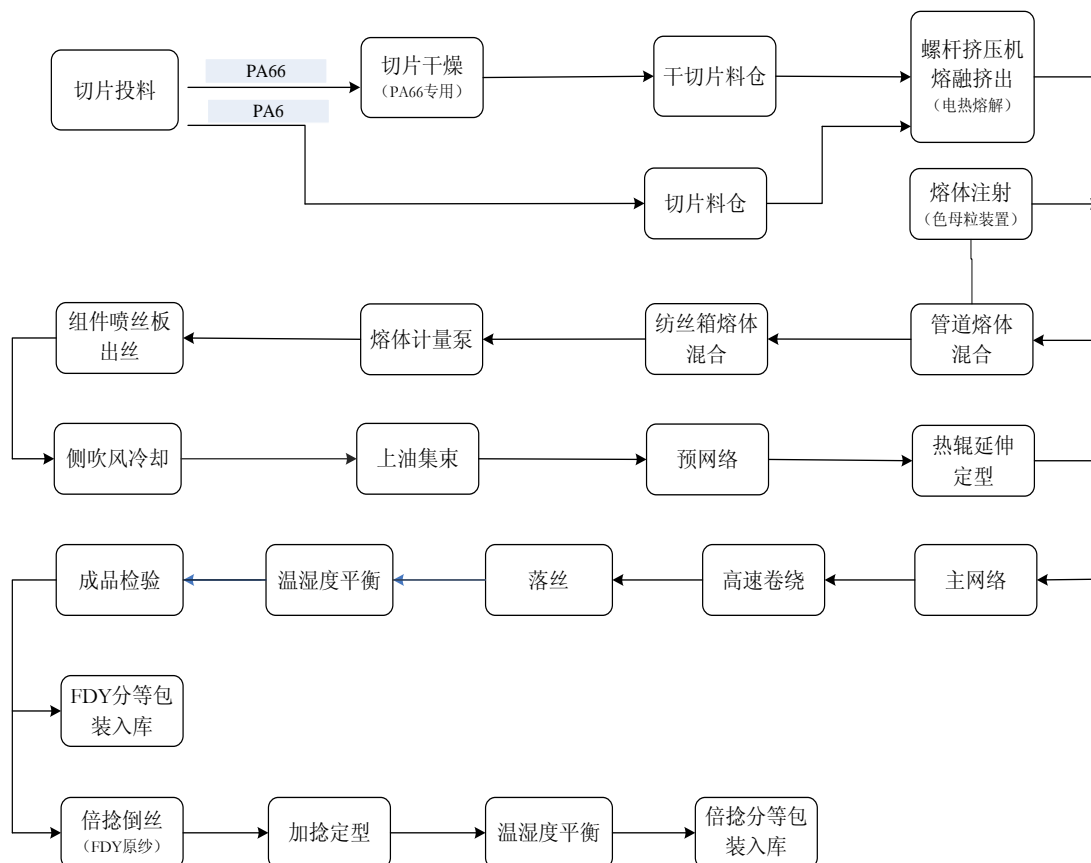 切片投料
PA66
PA6
切片干燥
（PA66专用）
干切片料仓
螺杆挤压机
熔融挤出
（电热熔解）
切片料仓
熔体注射
（色母粒装置）
组件喷丝板
出丝
熔体计量泵
纺丝箱熔体
混合
管道熔体
混合
侧吹风冷却
上油集束
预网络
热辊延伸
定型
成品检验
温湿度平衡
落丝
高速卷绕
主网络
FDY分等包
装入库
倍捻倒丝
（FDY原纱）
加捻定型
温湿度平衡
倍捻分等包
装入库